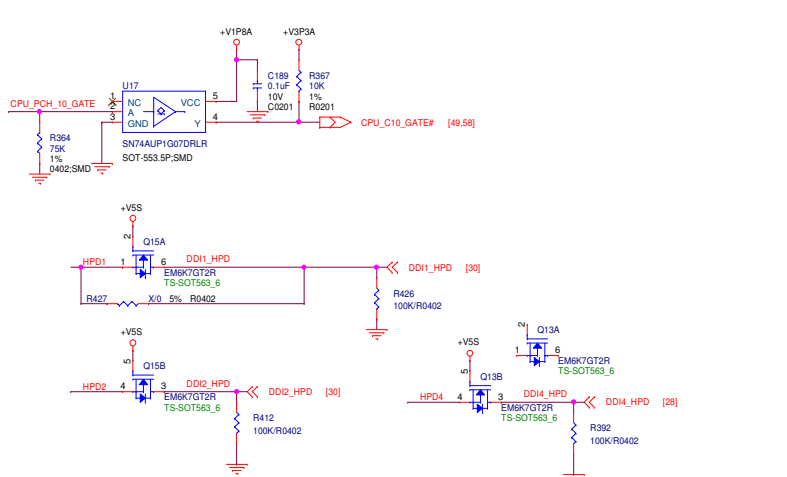 +V1P8A
+V3P3A
C189
0.1uF
10V
C0201
R367
10K
1%
R0201
U17
CPU_PCH_10_GATE
1
2
3
NC
A
GND
VCC
Y
5
4
CPU_C10_GATE# [49,58]
R364
75K
1%
0402;SMD
SN74AUP1G07DRLR
SOT-553.5P;SMD
+V5S
2
Q15A
HPD1
1
6
DDI1_HPD
DDI1_HPD [30]
EM6K7GT2R
TS-SOT563_6
R427
X/0 5% R0402
R426
100K/R0402
+V5S
5
Q15B
HPD2
4
3
DDI2_HPD
DDI2_HPD [30]
EM6K7GT2R
TS-SOT563_6
R412
100K/R0402
2
Q13A
1
6
EM6K7GT2R
TS-SOT563_6
+V5S
5
Q13B
HPD4
4
3
DDI4_HPD
DDI4_HPD [28]
EM6K7GT2R
TS-SOT563_6
R392
100K/R0402